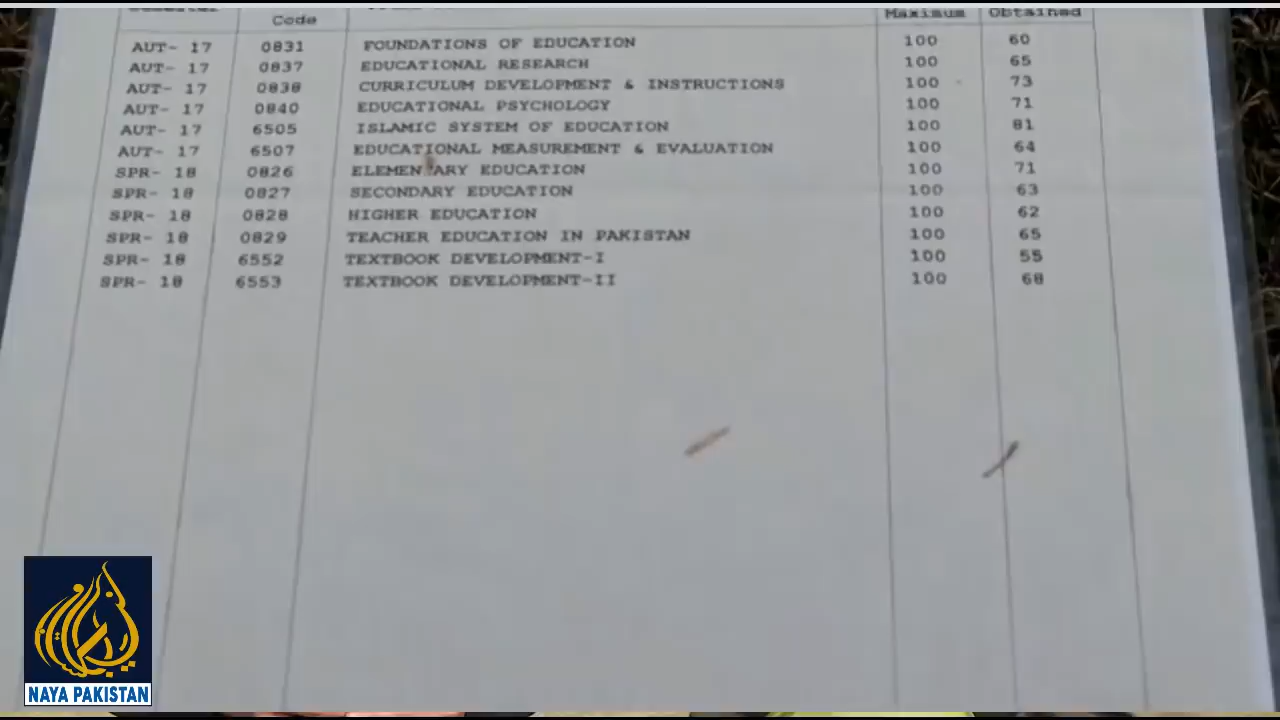 Code Maximum Obtained
AUT- 17 0831 FOUNDATIONS OF EDUCATION 100 60
AUT- 17 0837 EDUCATIONAL RESEARCH 100 65
AUT- 17 0838 CURRICULUM DEVELOPMENT & INSTRUCTIONS 100 73
AUT- 17 0840 EDUCATIONAL PSYCHOLOGY 100 71
AUT- 17 6505 ISLAMIC SYSTEM OF EDUCATION 100 81
AUT- 17 6507 EDUCATIONAL MEASUREMENT & EVALUATION 100 64
SPR- 18 0826 ELEMENTARY EDUCATION 100 71
SPR- 18 0827 SECONDARY EDUCATION 100 63
SPR- 18 0828 HIGHER EDUCATION 100 62
SPR- 18 0829 TEACHER EDUCATION IN PAKISTAN 100 65
SPR- 18 6552 TEXTBOOK DEVELOPMENT-I 100 55
SPR- 18 6553 TEXTBOOK DEVELOPMENT-II 100 68
NAYA PAKISTAN